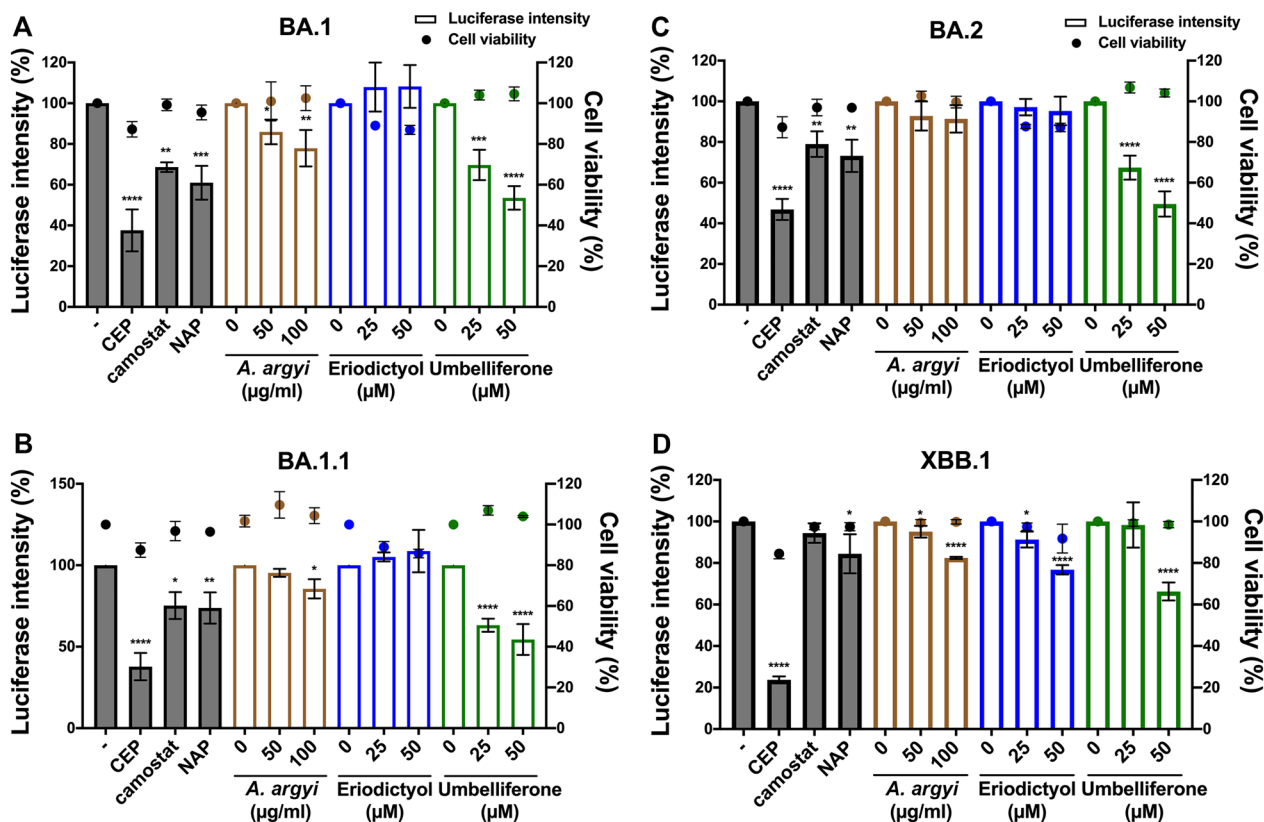 A
BA.1
Luciferase intensity
Cell viability
Luciferase intensity (%)
Cell viability (%)
120
100
80
60
40
20
0
120
100
80
60
40
20
0
****
**
***
*
**
***
****
-
CEP
camostat
NAP
0
50
100
0
25
50
0
25
50
A. argyi
(µg/ml)
Eriodictyol
(µM)
Umbelliferone
(µM)
C
BA.2
Luciferase intensity
Cell viability
Luciferase intensity (%)
Cell viability (%)
120
100
80
60
40
20
0
120
100
80
60
40
20
0
****
**
**
****
****
-
CEP
camostat
NAP
0
50
100
0
25
50
0
25
50
A. argyi
(µg/ml)
Eriodictyol
(µM)
Umbelliferone
(µM)
B
BA.1.1
Luciferase intensity (%)
Cell viability (%)
150
100
50
0
120
100
80
60
40
20
0
****
*
**
*
****
****
-
CEP
camostat
NAP
0
50
100
0
25
50
0
25
50
A. argyi
(µg/ml)
Eriodictyol
(µM)
Umbelliferone
(µM)
D
XBB.1
Luciferase intensity (%)
Cell viability (%)
120
100
80
60
40
20
0
120
100
80
60
40
20
0
****
*
*
****
*
****
****
-
CEP
camostat
NAP
0
50
100
0
25
50
0
25
50
A. argyi
(µg/ml)
Eriodictyol
(µM)
Umbelliferone
(µM)